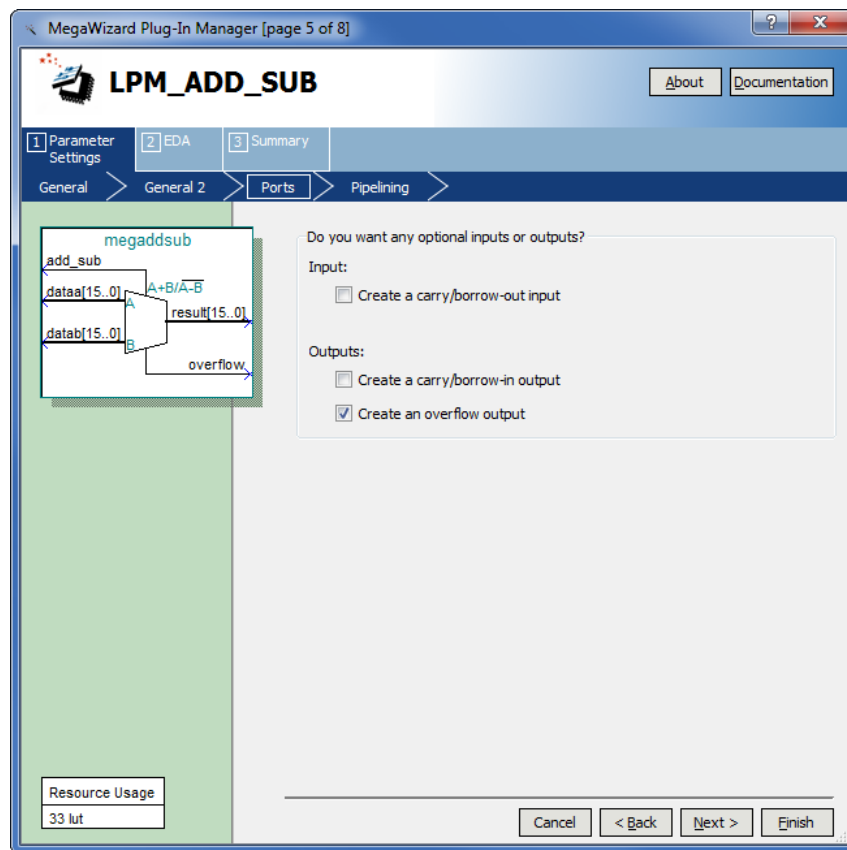 MegaWizard Plug-In Manager [page 5 of 8]
?
LPM_ADD_SUB
About
Documentation
1 Parameter Settings
2 EDA
3 Summary
General
General 2
Ports
Pipelining
megaddsub
add_sub
A+B/A-B
dataa[15..0]
A
result[15..0]
datab[15..0]
B
overflow
Do you want any optional inputs or outputs?
Input:
Create a carry/borrow-out input
Outputs:
Create a carry/borrow-in output
Create an overflow output
Resource Usage
33 lut
Cancel
< Back
Next >
Finish